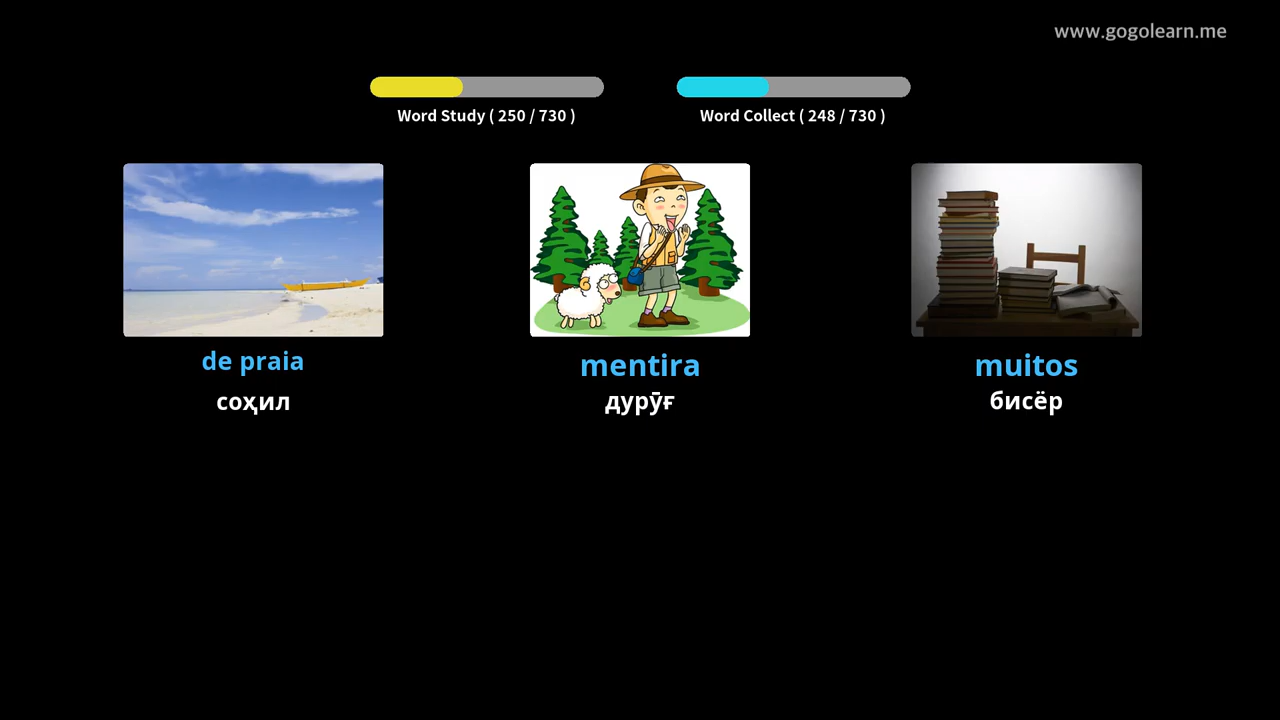 www.gogolearn.me
Word Study ( 250 / 730 )
Word Collect ( 248 / 730 )
de praia
mentira
muitos
соҳил
дурӯғ
бисёр